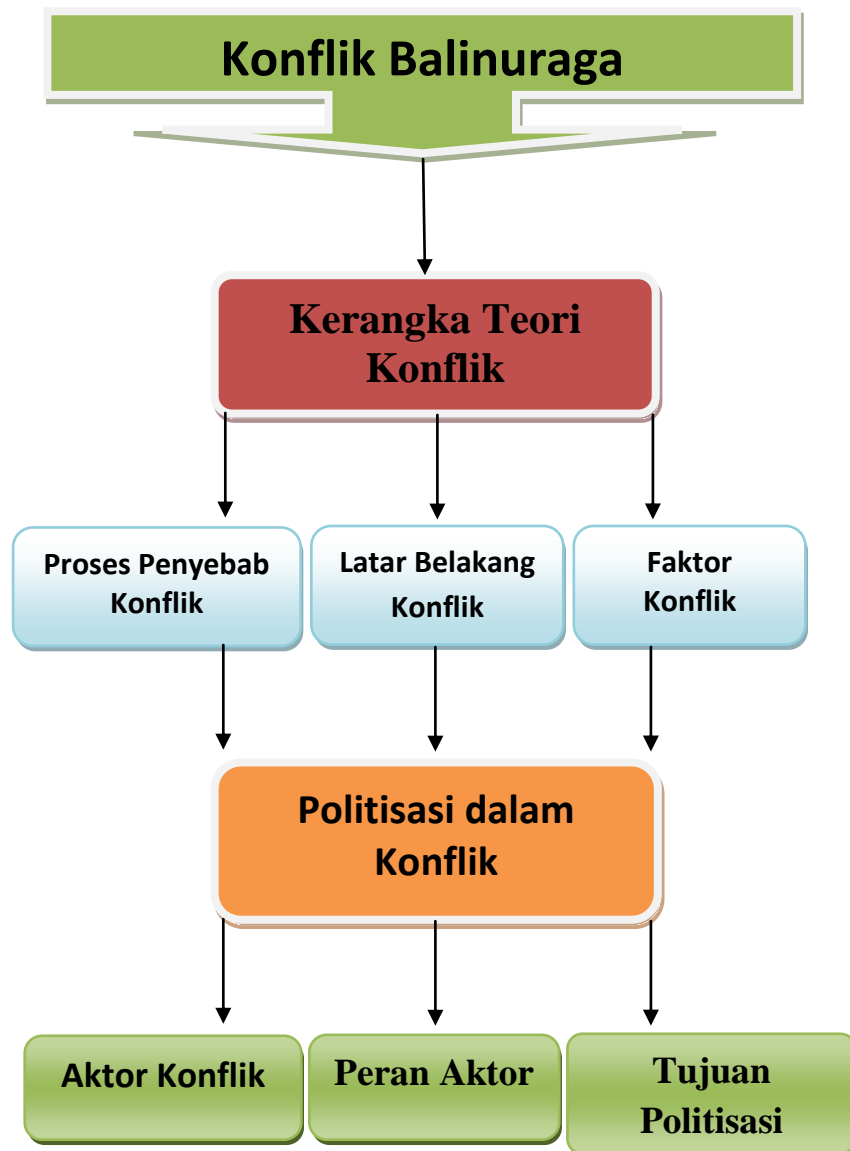 Konflik Balinuraga
Kerangka Teori
Konflik
Proses Penyebab
Konflik
Latar Belakang
Konflik
Faktor
Konflik
Politisasi dalam
Konflik
Aktor Konflik
Peran Aktor
Tujuan
Politisasi